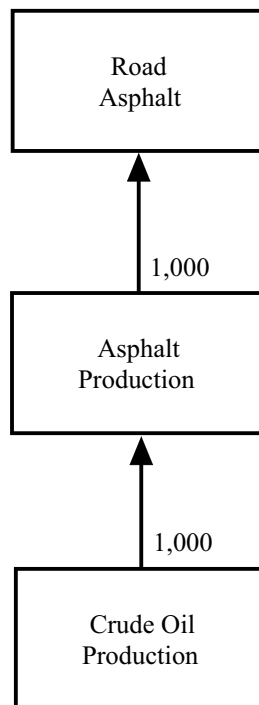 Road
Asphalt
1,000
Asphalt
Production
1,000
Crude Oil
Production